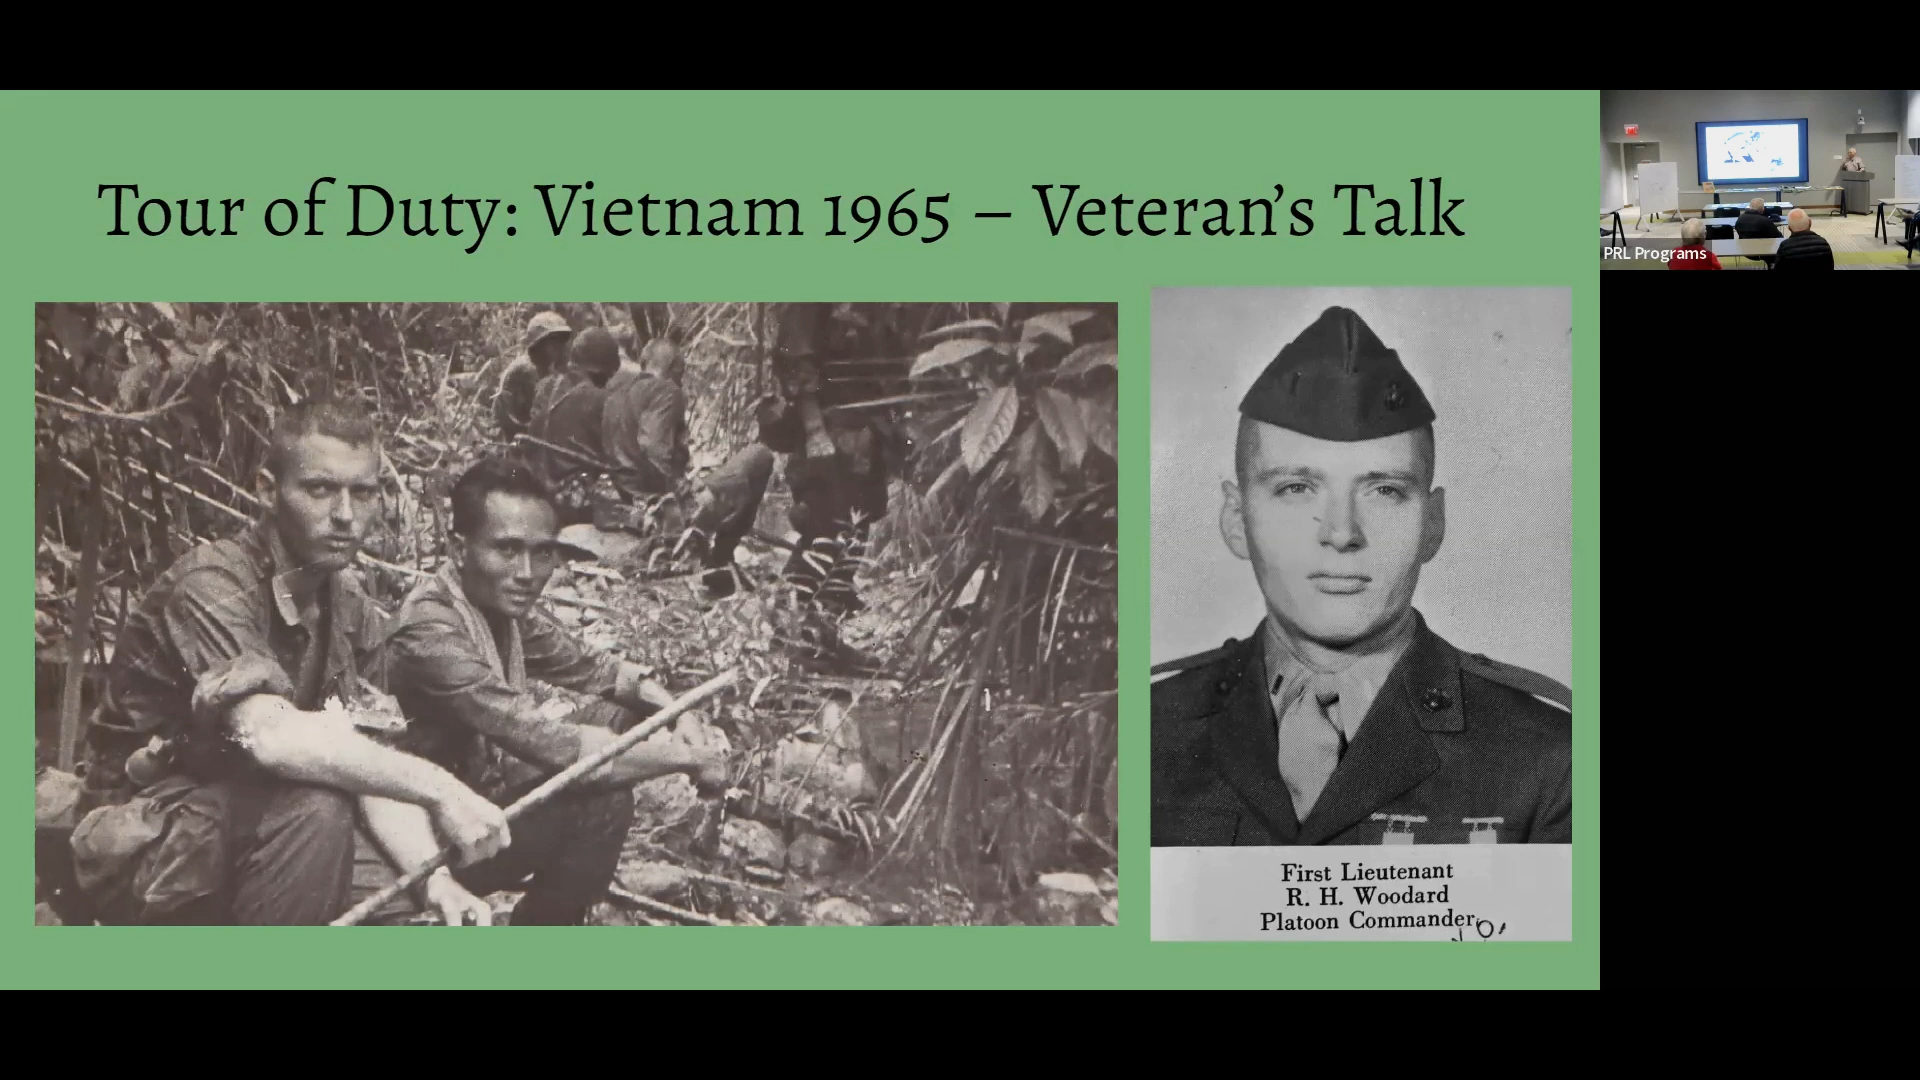 Tour of Duty: Vietnam 1965 – Veteran's Talk
PRL Programs
First Lieutenant
R. H. Woodard
Platoon Commander